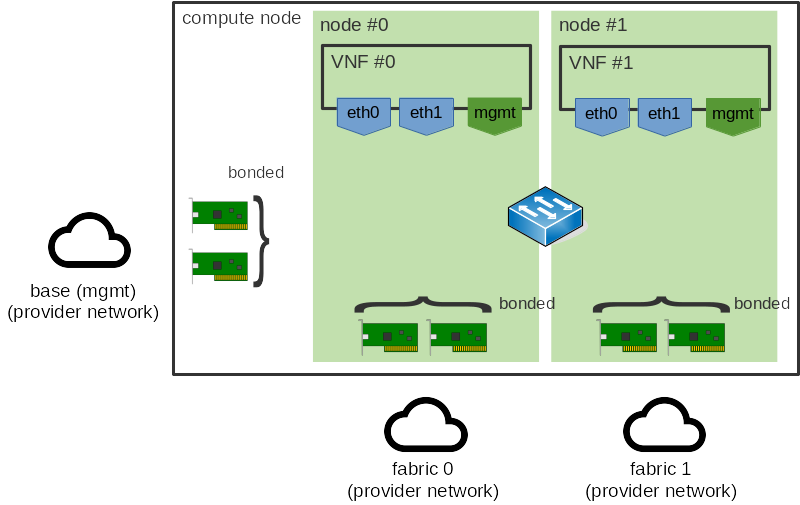 compute node
node #0
node #1
VNF #0
VNF #1
eth0
eth1
mgmt
eth0
eth1
mgmt
bonded
base (mgmt)
(provider network)
bonded
bonded
fabric 0
(provider network)
fabric 1
(provider network)